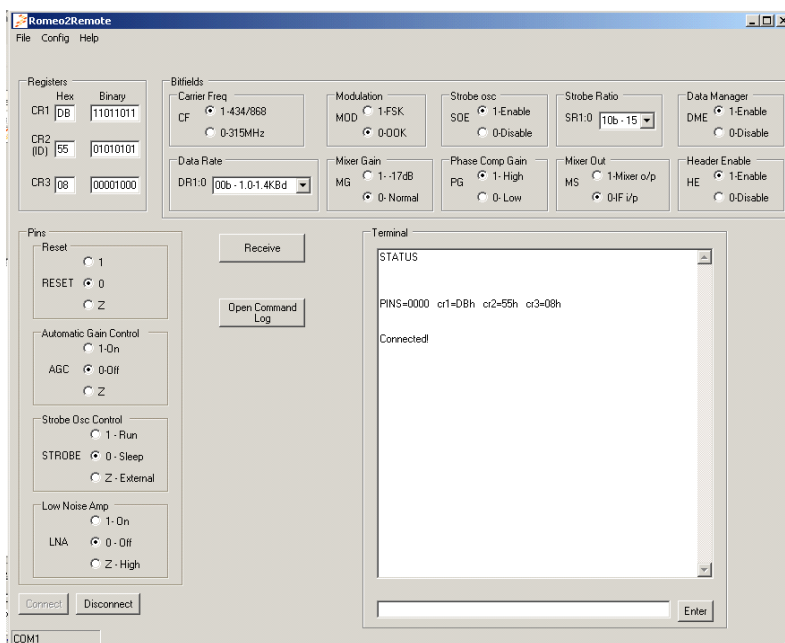 Romeo2Remote
File Config Help
Registers
Hex Binary
CR1 DB 11011011
CR2 (ID) 55 01010101
CR3 08 00001000
Bitfields
Carrier Freq
CF
1-434/868
0-315MHz
Modulation
MOD
1-FSK
0-OOK
Strobe osc
SOE
1-Enable
0-Disable
Strobe Ratio
SR1:0 10b - 15
Data Manager
DME
1-Enable
0-Disable
Data Rate
DR1:0 00b - 1.0-1.4KBd
Mixer Gain
MG
1- -17dB
0- Normal
Phase Comp Gain
PG
1- High
0- Low
Mixer Out
MS
1-Mixer o/p
0-IF i/p
Header Enable
HE
1-Enable
0-Disable
Pins
Reset
RESET
1
0
Z
Automatic Gain Control
AGC
1-On
0-Off
Z
Strobe Osc Control
STROBE
1 - Run
0 - Sleep
Z - External
Low Noise Amp
LNA
1- On
0 - Off
Z - High
Receive
Open Command
Log
Terminal
STATUS
PINS=0000 cr1=DBh cr2=55h cr3=08h
Connected!
Enter
Connect Disconnect
COM1